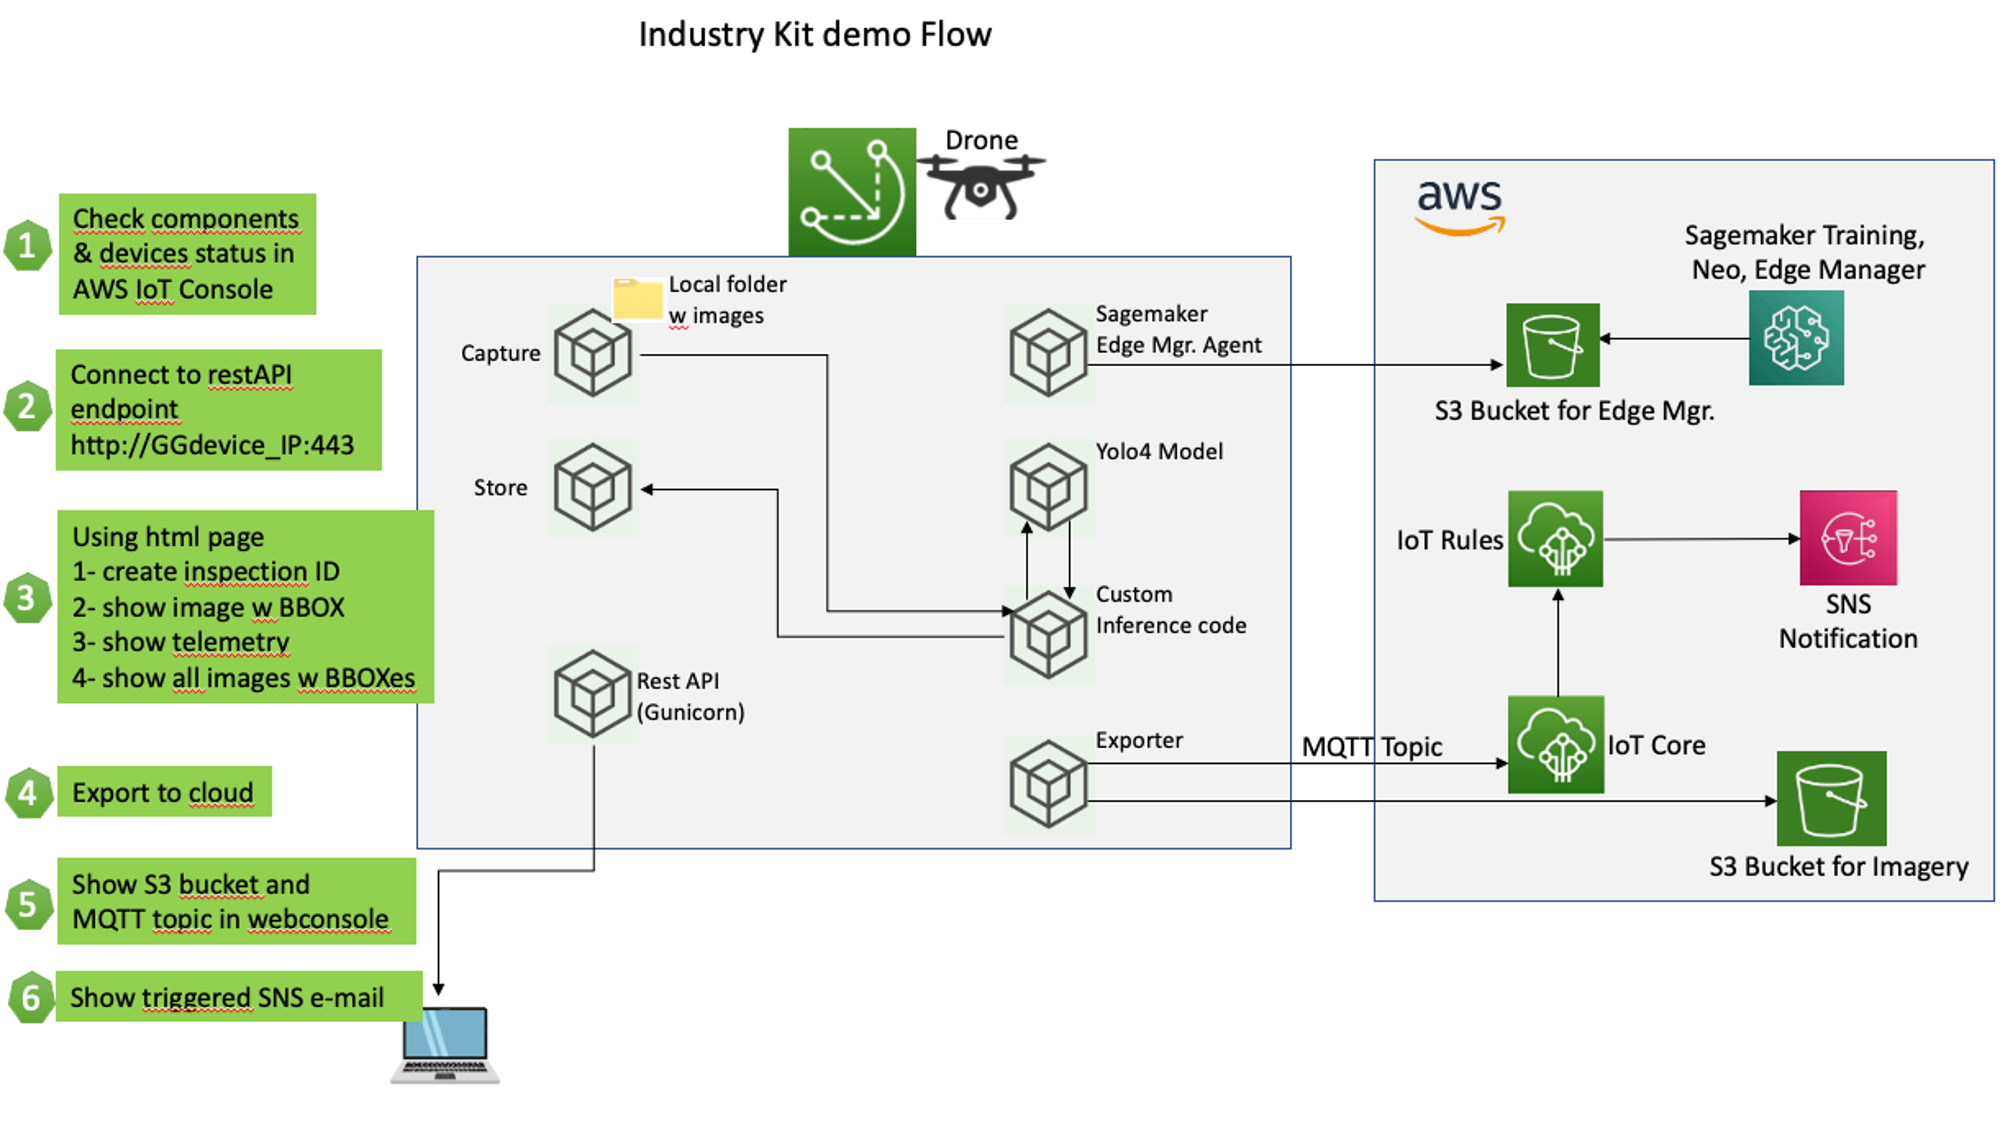 Industry Kit demo Flow
1
Check components
& devices status in
AWS IoT Console
2
Connect to restAPI
endpoint
http://GGdevice_IP:443
3
Using html page
1- create inspection ID
2- show image w BBOX
3- show telemetry
4- show all images w BBOXes
4
Export to cloud
5
Show S3 bucket and
MQTT topic in webconsole
6
Show triggered SNS e-mail
Drone
Local folder
w images
Capture
Store
Rest API
(Gunicorn)
Sagemaker
Edge Mgr. Agent
Yolo4 Model
Custom
Inference code
Exporter
MQTT Topic
aws
Sagemaker Training,
Neo, Edge Manager
S3 Bucket for Edge Mgr.
IoT Rules
SNS
Notification
IoT Core
S3 Bucket for Imagery